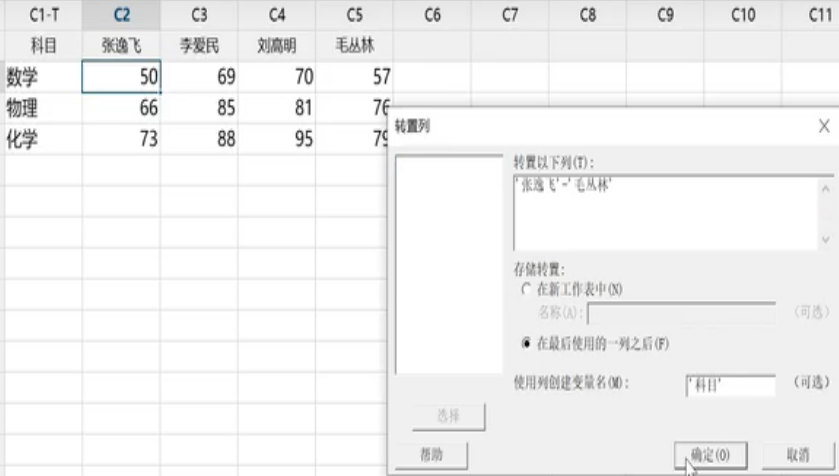 C1-T C2 C3 C4 C5 C6 C7 C8 C9 C10 C11
科目 张逸飞 李爱民 刘高明 毛丛林
数学 50 69 70 57
物理 66 85 81 76
化学 73 88 95 79
转置列
转置以下列(T):
'张逸飞'-'毛丛林'
存储转置:
在新工作表中(N)
名称(A): (可选)
在最后使用的一列之后(F)
使用列创建变量名(M): '科目' (可选)
选择
帮助 确定(O) 取消